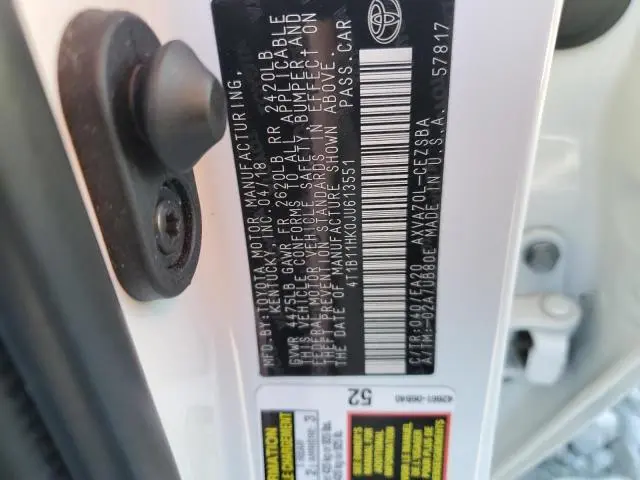 MFD.BY:TOYOTA MOTOR MANUFACTURING,
KENTUCKY, INC. 04/18
GVWR 4475LB GAWR FR 2620LB RR 2420LB
THIS VEHICLE CONFORMS TO ALL APPLICABLE
FEDERAL MOTOR VEHICLE SAFETY, BUMPER, AND
THEFT PREVENTION STANDARDS IN EFFECT ON
THE DATE OF MANUFACTURE SHOWN ABOVE.
4T1B11HK0JU613551 PASS.CAR
C/TR:040/FA20 AXVA70L-CEZSBA
A/TM:-02A/UB80E MADE IN U.S.A. 57817
52